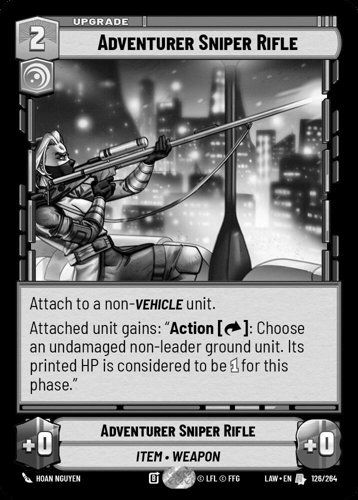 UPGRADE
2
ADVENTURER SNIPER RIFLE
Attach to a non-VEHICLE unit.
Attached unit gains: “Action []: Choose
an undamaged non-leader ground unit. Its
printed HP is considered to be 1 for this
phase.”
+0
ADVENTURER SNIPER RIFLE
+0
ITEM • WEAPON
HOAN NGUYEN
© LFL © FFG
LAW • EN
126/264